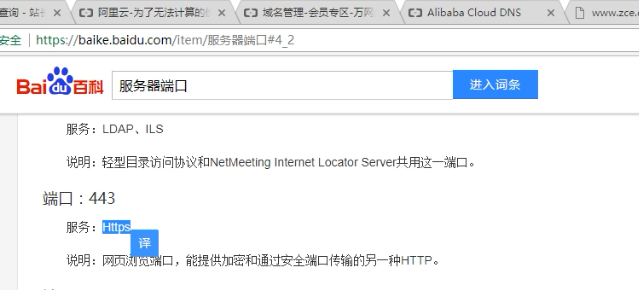 查询 - 站长
阿里云-为了无法计算的
域名管理-会员专区-万网
Alibaba Cloud DNS
www.zce.c
安全 | https://baike.baidu.com/item/服务器端口#4_2
Bai du 百科
服务器端口
进入词条
服务：LDAP、ILS
说明：轻型目录访问协议和NetMeeting Internet Locator Server共用这一端口。
端口：443
服务：Https
译
说明：网页浏览端口，能提供加密和通过安全端口传输的另一种HTTP。